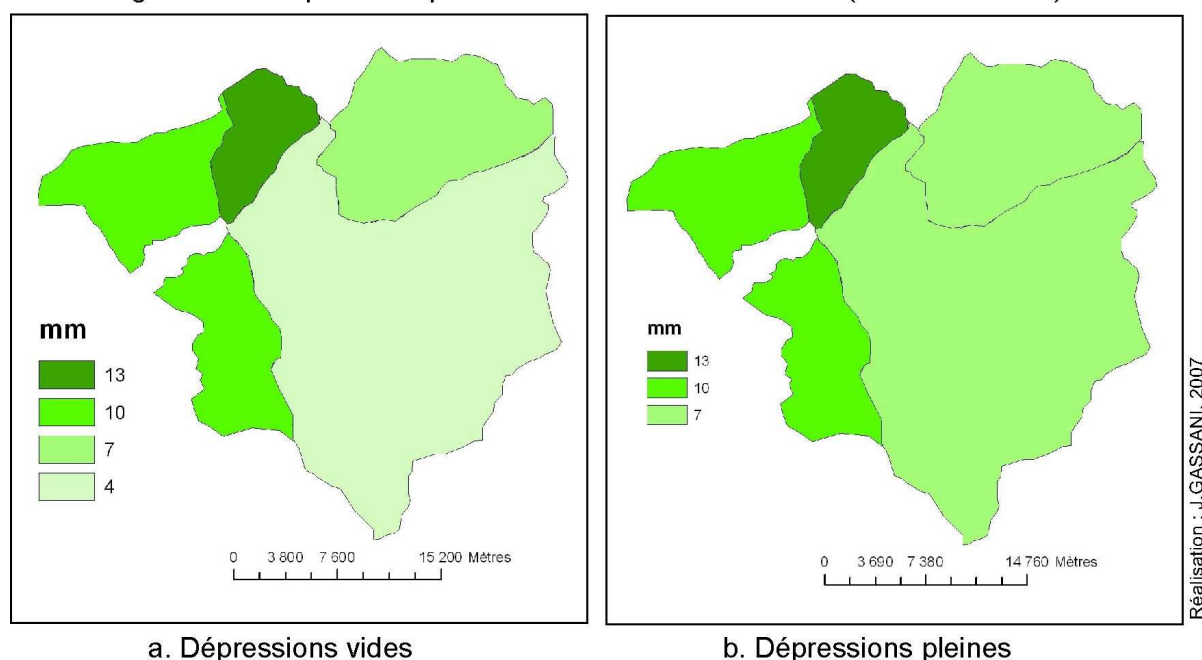 mm
13
10
7
4
0 3 800 7 600 15 200 Mètres
a. Dépressions vides
mm
13
10
7
0 3 690 7 380 14 760 Mètres
b. Dépressions pleines
Réalisation : J.GASSANI, 2007